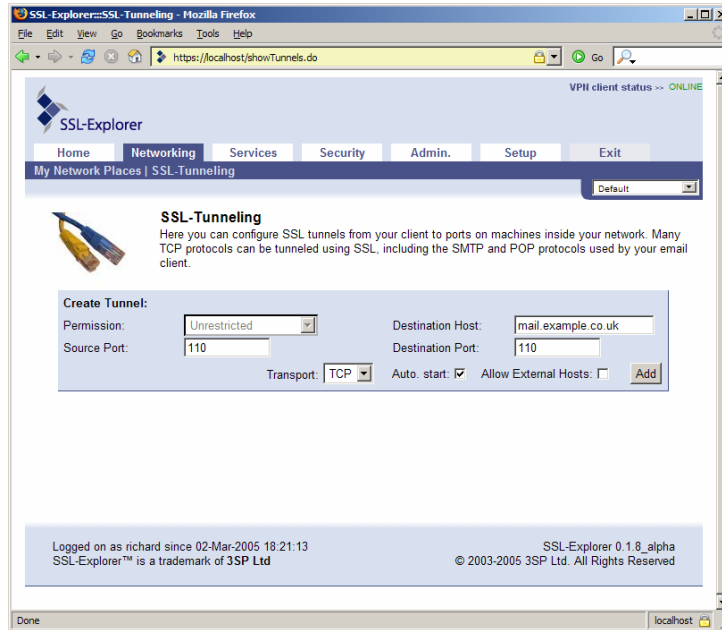 SSL-Explorer:::SSL-Tunneling - Mozilla Firefox
File Edit View Go Bookmarks Tools Help
https://localhost/showTunnels.do
Go
VPN client status >> ONLINE
SSL-Explorer
Home Networking Services Security Admin. Setup Exit
My Network Places | SSL-Tunneling
Default
SSL-Tunneling
Here you can configure SSL tunnels from your client to ports on machines inside your network. Many
TCP protocols can be tunneled using SSL, including the SMTP and POP protocols used by your email
client.
Create Tunnel:
Permission: Unrestricted Destination Host: mail.example.co.uk
Source Port: 110 Destination Port: 110
Transport: TCP Auto. start: Allow External Hosts: Add
Logged on as richard since 02-Mar-2005 18:21:13 SSL-Explorer 0.1.8_alpha
SSL-Explorer™ is a trademark of 3SP Ltd © 2003-2005 3SP Ltd. All Rights Reserved
Done localhost